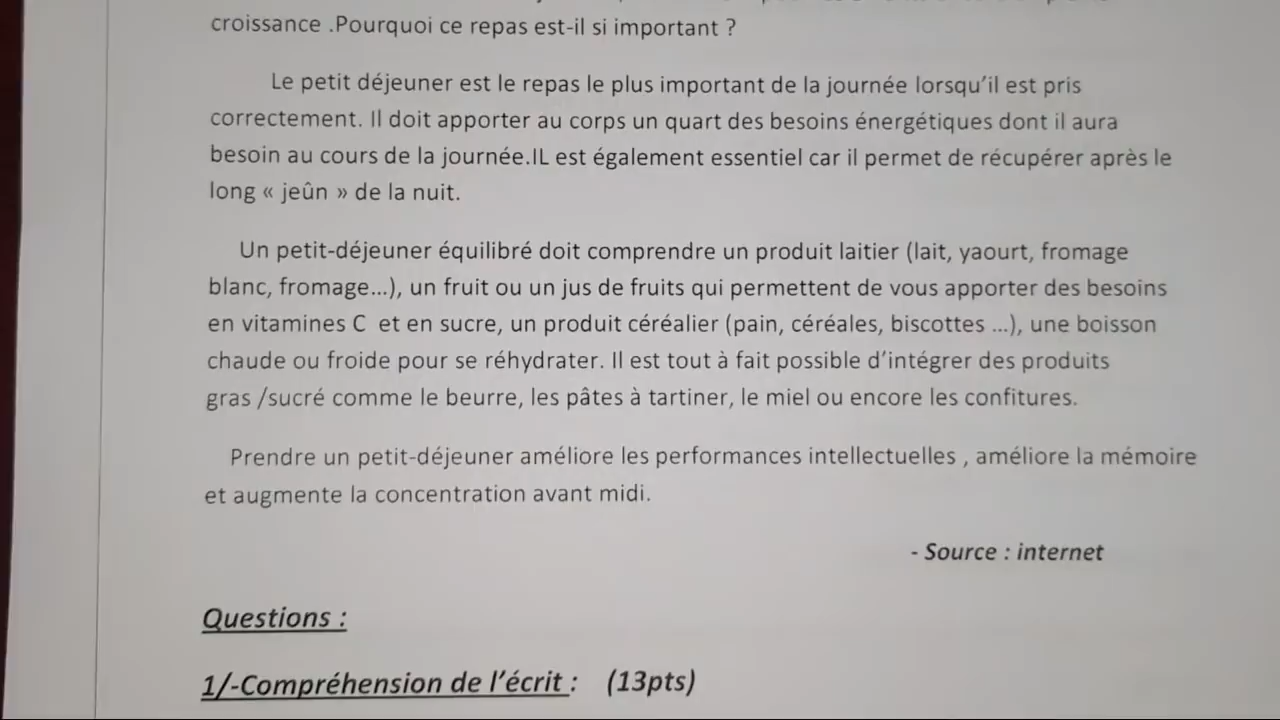 croissance .Pourquoi ce repas est-il si important ?
Le petit déjeuner est le repas le plus important de la journée lorsqu'il est pris
correctement. Il doit apporter au corps un quart des besoins énergétiques dont il aura
besoin au cours de la journée.IL est également essentiel car il permet de récupérer après le
long « jeûn » de la nuit.
Un petit-déjeuner équilibré doit comprendre un produit laitier (lait, yaourt, fromage
blanc, fromage...), un fruit ou un jus de fruits qui permettent de vous apporter des besoins
en vitamines C et en sucre, un produit céréalier (pain, céréales, biscottes ...), une boisson
chaude ou froide pour se réhydrater. Il est tout à fait possible d'intégrer des produits
gras /sucré comme le beurre, les pâtes à tartiner, le miel ou encore les confitures.
Prendre un petit-déjeuner améliore les performances intellectuelles , améliore la mémoire
et augmente la concentration avant midi.
- Source : internet
Questions :
1/-Compréhension de l'écrit : (13pts)